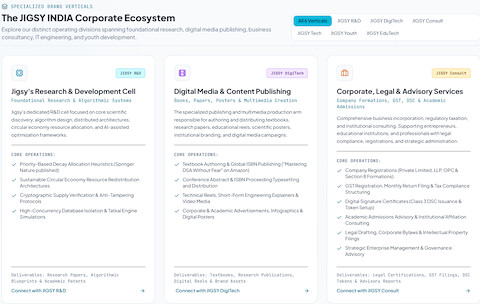 SPECIALIZED BRAND VERTICALS
The JIGSY INDIA Corporate Ecosystem
Explore our distinct operating divisions spanning foundational research, digital media publishing, business
consultancy, IT engineering, and youth development.
All 6 Verticals
JIGSY R&D
JIGSY DigiTech
JIGSY Consult
JIGSY Tech
JIGSY Youth
JIGSY EduTech
JIGSY R&D
Jigsy's Research & Development Cell
Foundational Research & Algorithmic Systems
Jigsy's dedicated R&D cell focused on core scientific
discovery, algorithm design, distributed architectures,
circular economy resource allocation, and AI-assisted
optimization frameworks.
CORE OPERATIONS:
Priority-Based Decay Allocation Heuristics (Springer
Nature published)
Sustainable Circular Economy Resource Redistribution
Architectures
Cryptographic Supply Verification & Anti-Tampering
Protocols
High-Concurrency Database Isolation & Tatkal Engine
Simulations
Deliverables: Research Papers, Algorithmic
Blueprints & Academic Patents
Connect with JIGSY R&D
JIGSY DigiTech
Digital Media & Content Publishing
Books, Papers, Posters & Multimedia Creation
The specialized publishing and multimedia production arm
responsible for authoring and distributing textbooks,
research papers, educational reels, scientific posters,
institutional branding, and digital media campaigns.
CORE OPERATIONS:
Textbook Authoring & Global ISBN Publishing ("Mastering
DSA Without Fear" on Amazon)
Conference Abstract & ISBN Proceeding Typesetting
and Distribution
Technical Reels, Short-Form Engineering Explainers &
Video Media
Corporate & Academic Advertisements, Infographics &
Digital Posters
Deliverables: Textbooks, Research Publications,
Digital Reels & Brand Assets
Connect with JIGSY DigiTech
JIGSY Consult
Corporate, Legal & Advisory Services
Company Formations, GST, DSC & Academic
Admissions
Comprehensive business incorporation, regulatory taxation,
and institutional consulting. Supporting entrepreneurs,
educational institutions, and professionals with legal
compliance, registrations, and strategic administration.
CORE OPERATIONS:
Company Registrations (Private Limited, LLP, OPC &
Section 8 Formations)
GST Registration, Monthly Return Filing & Tax Compliance
Structuring
Digital Signature Certificates (Class 3 DSC Issuance &
Token Setup)
Academic Admissions Advisory & Institutional Affiliation
Consulting
Legal Drafting, Corporate Bylaws & Intellectual Property
Filings
Strategic Enterprise Management & Governance
Advisory
Deliverables: Legal Certifications, GST Filings, DSC
Tokens & Advisory Reports
Connect with JIGSY Consult